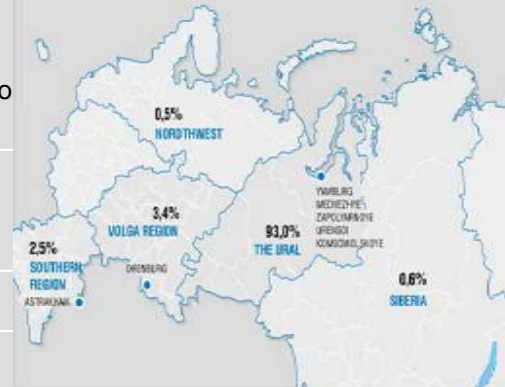 o
0,5%
NORDTHWEST
3,4%
VOLGA REGION
ORENBURG
2,5%
SOUTHERN
REGION
ASTRAKHAN
93,0%
THE URAL
YAMBURG
MEDVEZHYE
ZAPOLYARNOYE
URENGOI
KOMSOMOLSKOYE
0,6%
SIBERIA